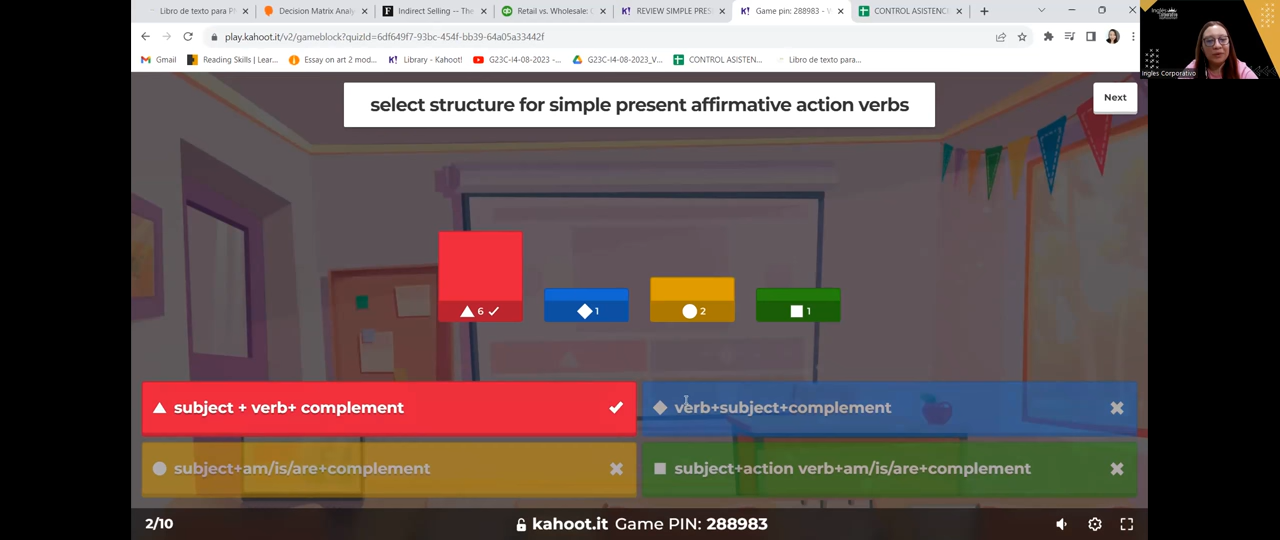 Libro de texto para Pl
Decision Matrix Anal
Indirect Selling -- The
Retail vs. Wholesale: C
K! REVIEW SIMPLE PRES
K! Game pin: 288983 - V
CONTROL ASISTENC
play.kahoot.it/v2/gameblock?quizId=6df649f7-93bc-454f-bb39-64a05a33442f
Gmail
Reading Skills | Lear...
Essay on art 2 mod...
K! Library - Kahoot!
G23C-I4-08-2023 -...
G23C-I4-08-2023_V...
CONTROL ASISTEN...
Libro de texto para...
Inglés Corporativo
select structure for simple present affirmative action verbs
Next
6
1
2
1
subject + verb+ complement
verb+subject+complement
subject+am/is/are+complement
subject+action verb+am/is/are+complement
2/10
kahoot.it Game PIN: 288983